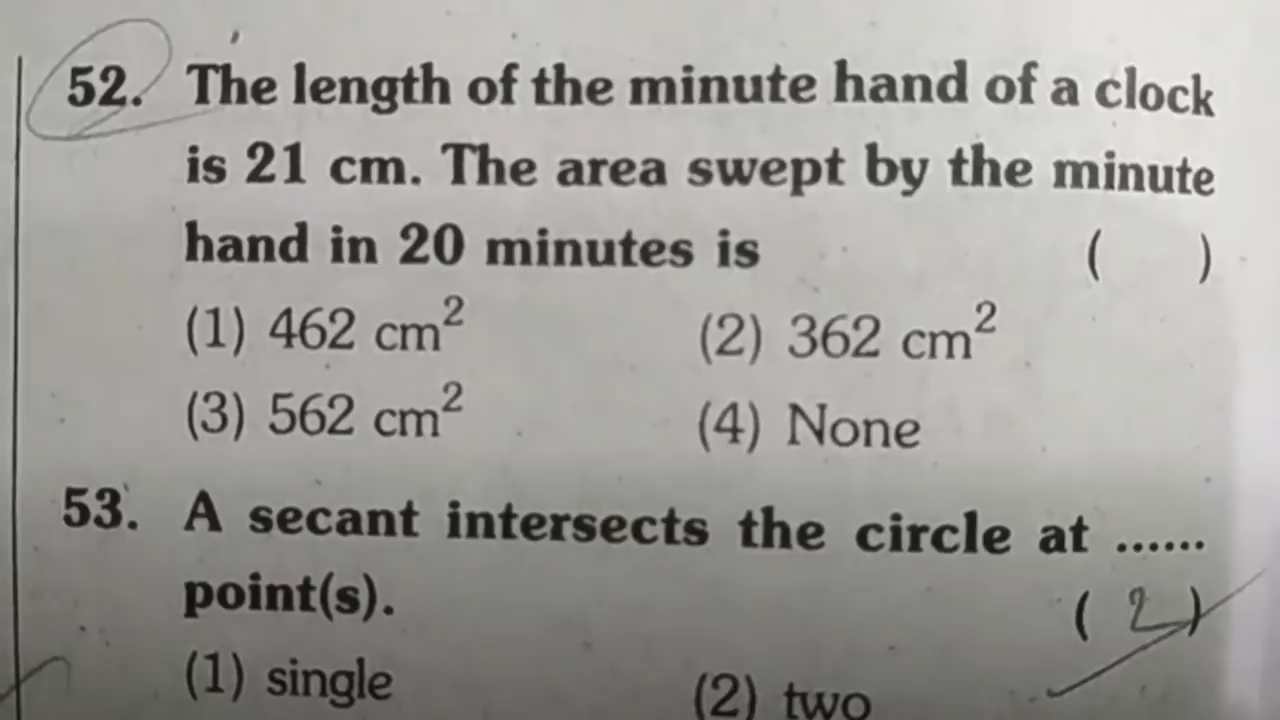 52. The length of the minute hand of a clock
is 21 cm. The area swept by the minute
hand in 20 minutes is ( )
(1) 462 cm² (2) 362 cm²
(3) 562 cm² (4) None
53. A secant intersects the circle at ......
point(s). ( 2 )
(1) single (2) two